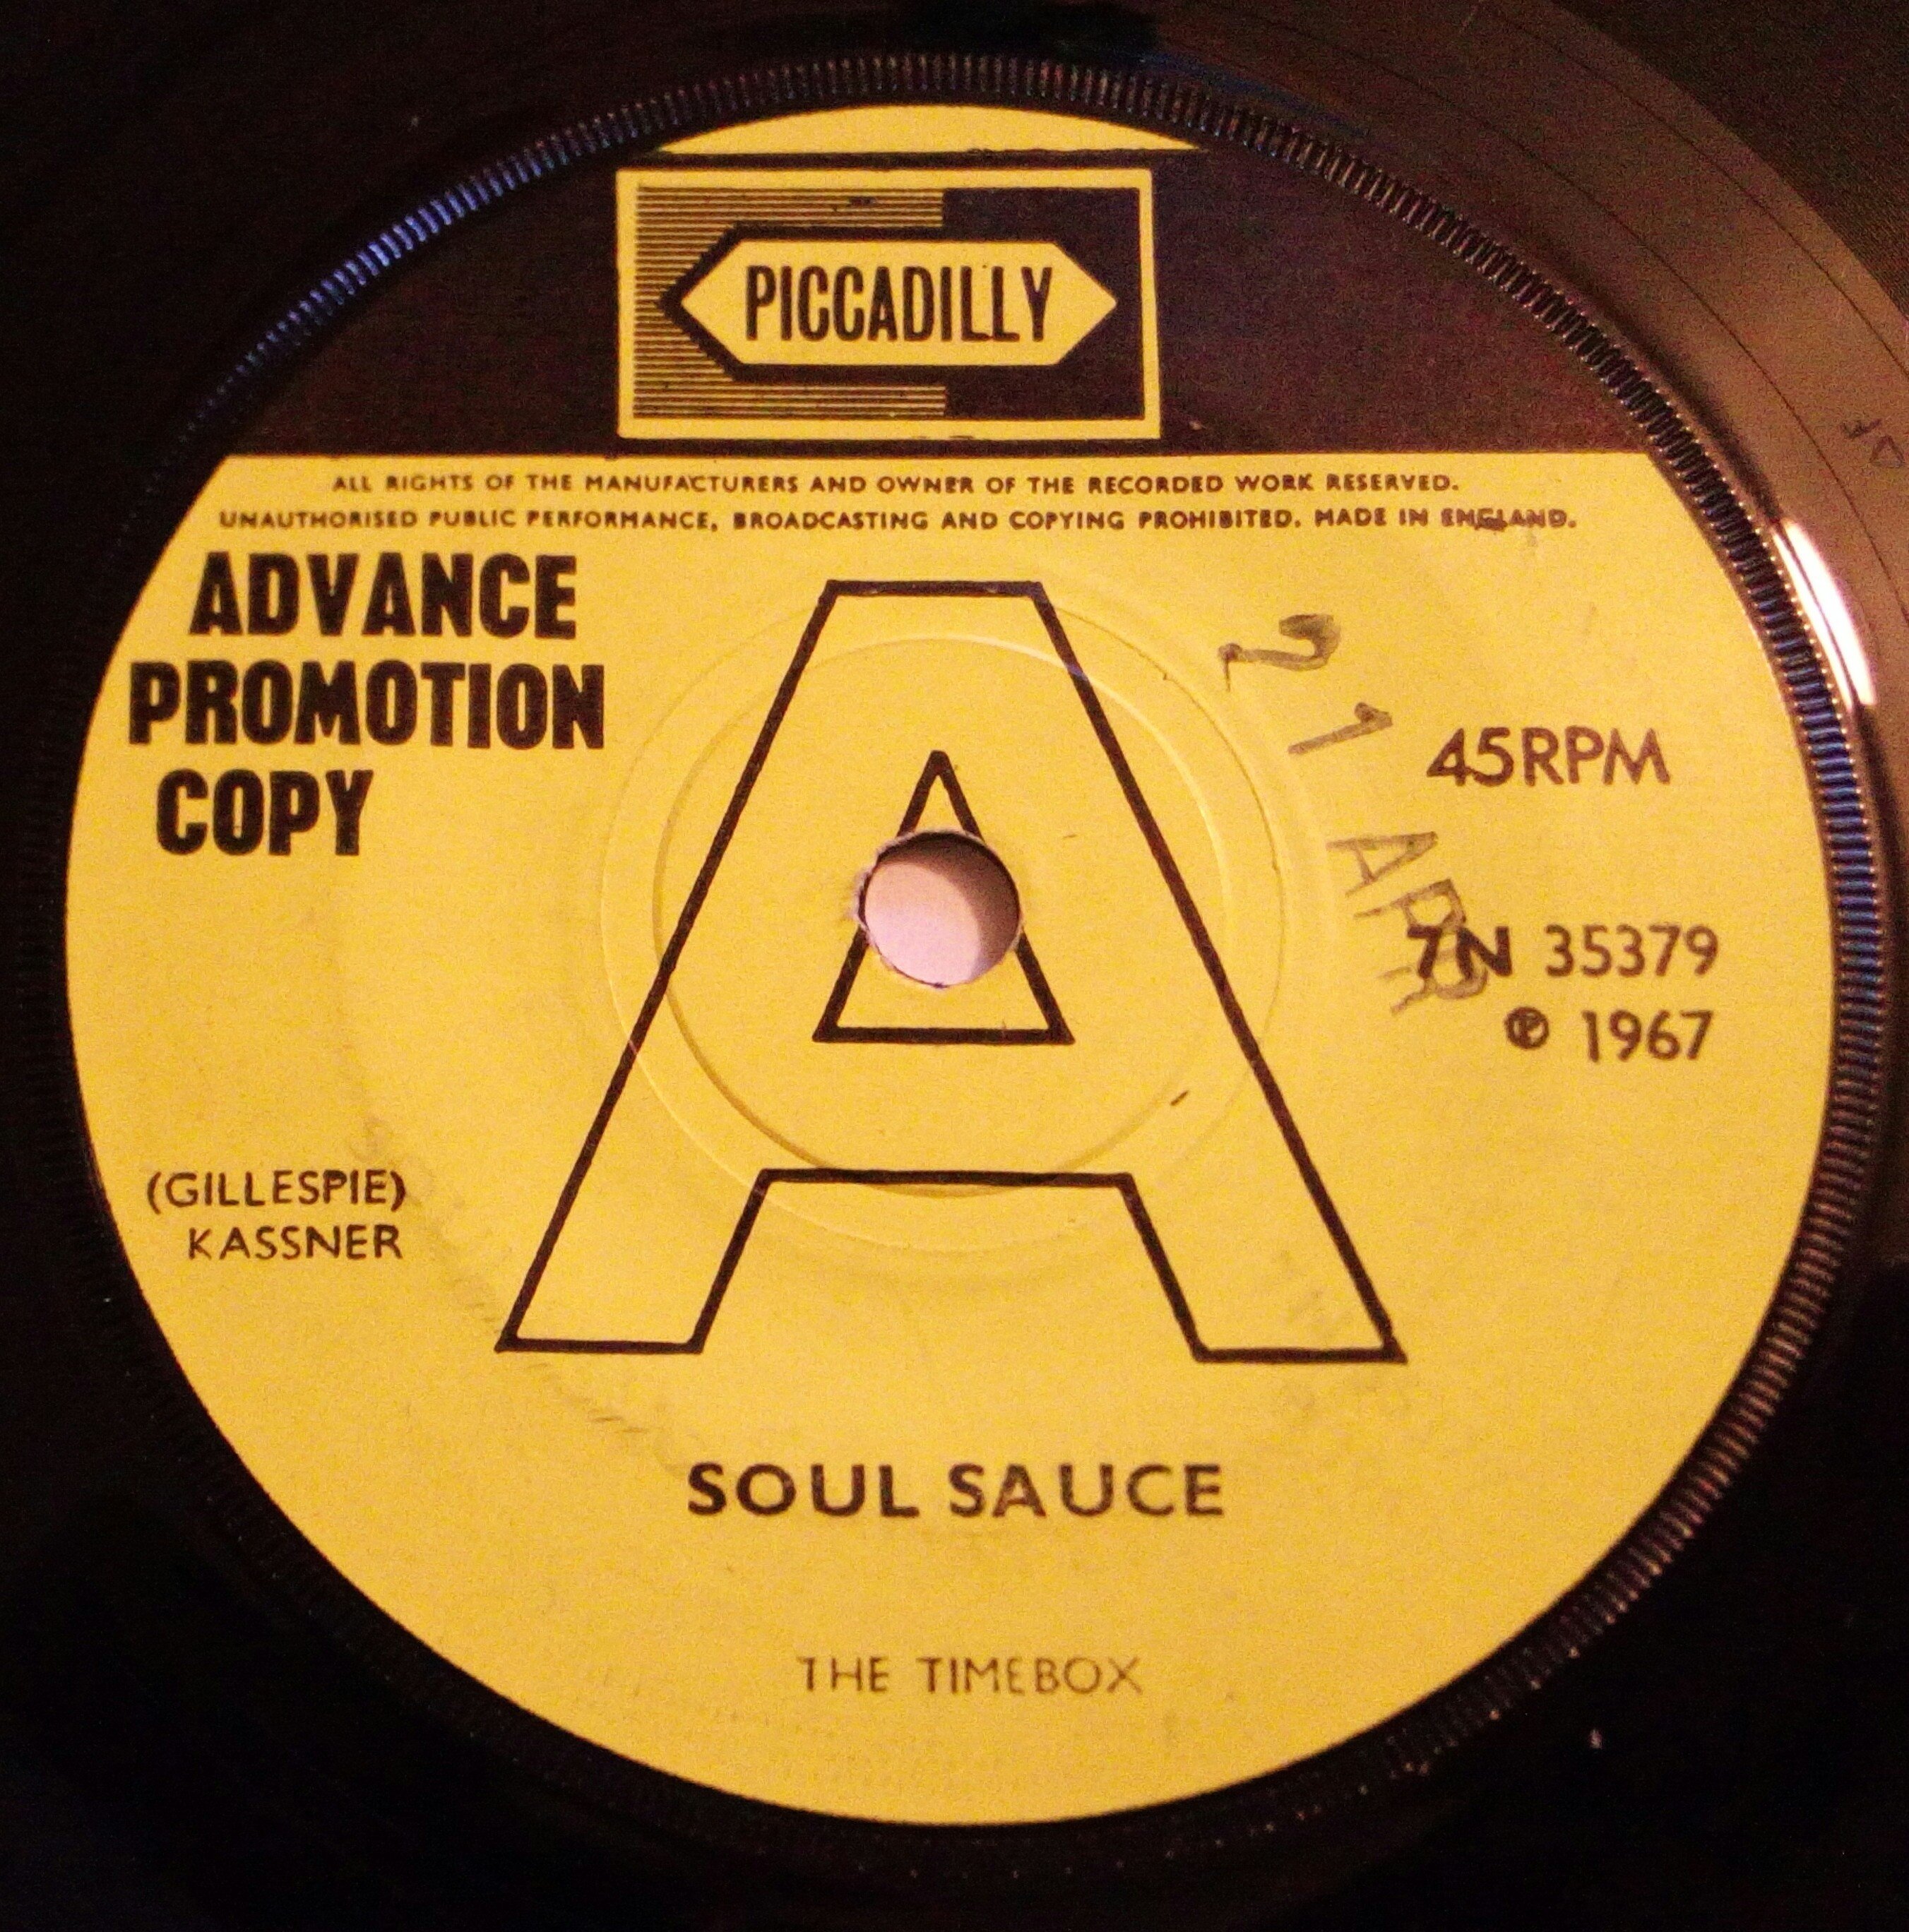 PICCADILLY
ALL RIGHTS OF THE MANUFACTURERS AND OWNER OF THE RECORDED WORK RESERVED.
UNAUTHORISED PUBLIC PERFORMANCE, BROADCASTING AND COPYING PROHIBITED. MADE IN ENGLAND.
ADVANCE
PROMOTION
COPY
A
21 APR
45RPM
7N 35379
℗ 1967
(GILLESPIE)
KASSNER
SOUL SAUCE
THE TIMEBOX